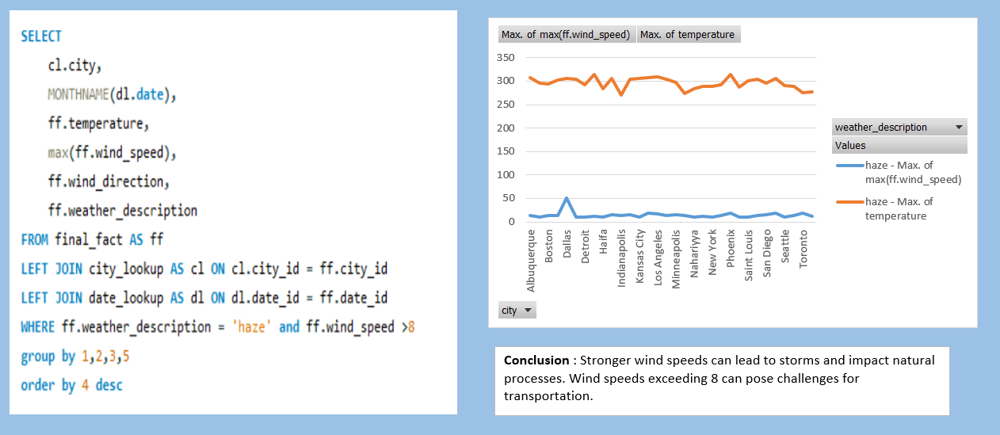 SELECT
cl.city,
MONTHNAME(dl.date),
ff.temperature,
max(ff.wind_speed),
ff.wind_direction,
ff.weather_description
FROM final_fact AS ff
LEFT JOIN city_lookup AS cl ON cl.city_id = ff.city_id
LEFT JOIN date_lookup AS dl ON dl.date_id = ff.date_id
WHERE ff.weather_description = 'haze' and ff.wind_speed >8
group by 1,2,3,5
order by 4 desc
Max. of max(ff.wind_speed) Max. of temperature
350
300
250
200
150
100
50
0
Albuquerque
Boston
Dallas
Detroit
Haifa
Indianapolis
Kansas City
Los Angeles
Minneapolis
Nahariyya
New York
Phoenix
Saint Louis
San Diego
Seattle
Toronto
city
weather_description
Values
haze - Max. of
max(ff.wind_speed)
haze - Max. of
temperature
Conclusion : Stronger wind speeds can lead to storms and impact natural
processes. Wind speeds exceeding 8 can pose challenges for
transportation.